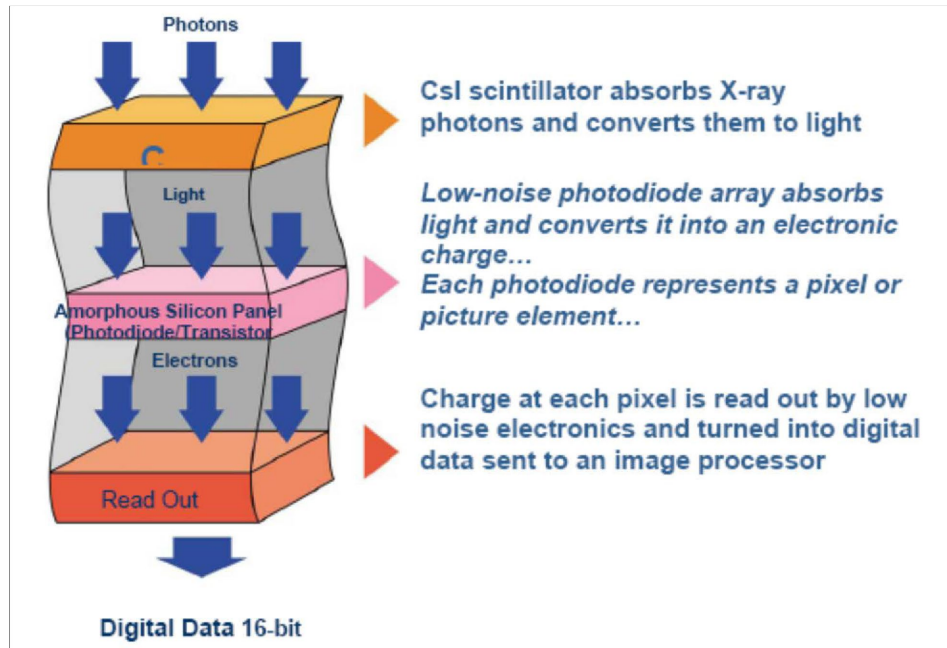 Photons
CsI scintillator absorbs X-ray
photons and converts them to light
C
Light
Low-noise photodiode array absorbs
light and converts it into an electronic
charge…
Each photodiode represents a pixel or
picture element…
Amorphous Silicon Panel
(Photodiode/Transistor
Electrons
Charge at each pixel is read out by low
noise electronics and turned into digital
data sent to an image processor
Read Out
Digital Data 16-bit